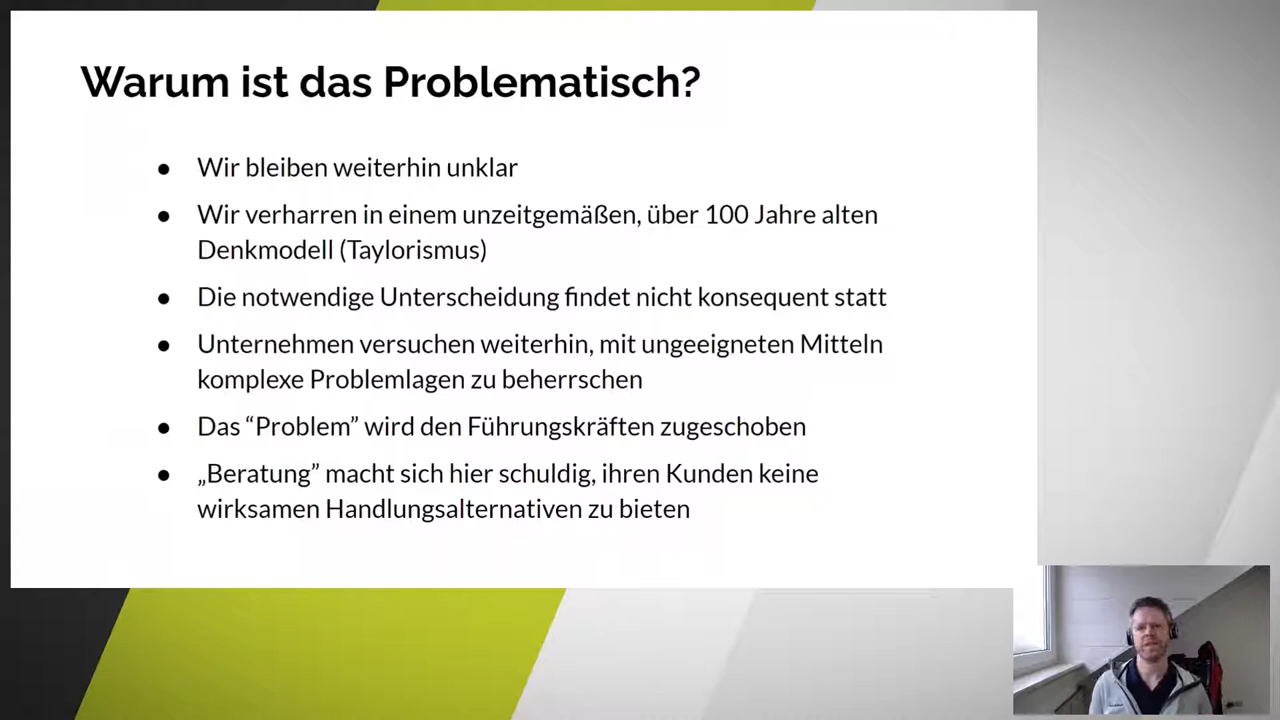 Warum ist das Problematisch?
● Wir bleiben weiterhin unklar
● Wir verharren in einem unzeitgemäßen, über 100 Jahre alten
Denkmodell (Taylorismus)
● Die notwendige Unterscheidung findet nicht konsequent statt
● Unternehmen versuchen weiterhin, mit ungeeigneten Mitteln
komplexe Problemlagen zu beherrschen
● Das “Problem” wird den Führungskräften zugeschoben
● „Beratung” macht sich hier schuldig, ihren Kunden keine
wirksamen Handlungsalternativen zu bieten